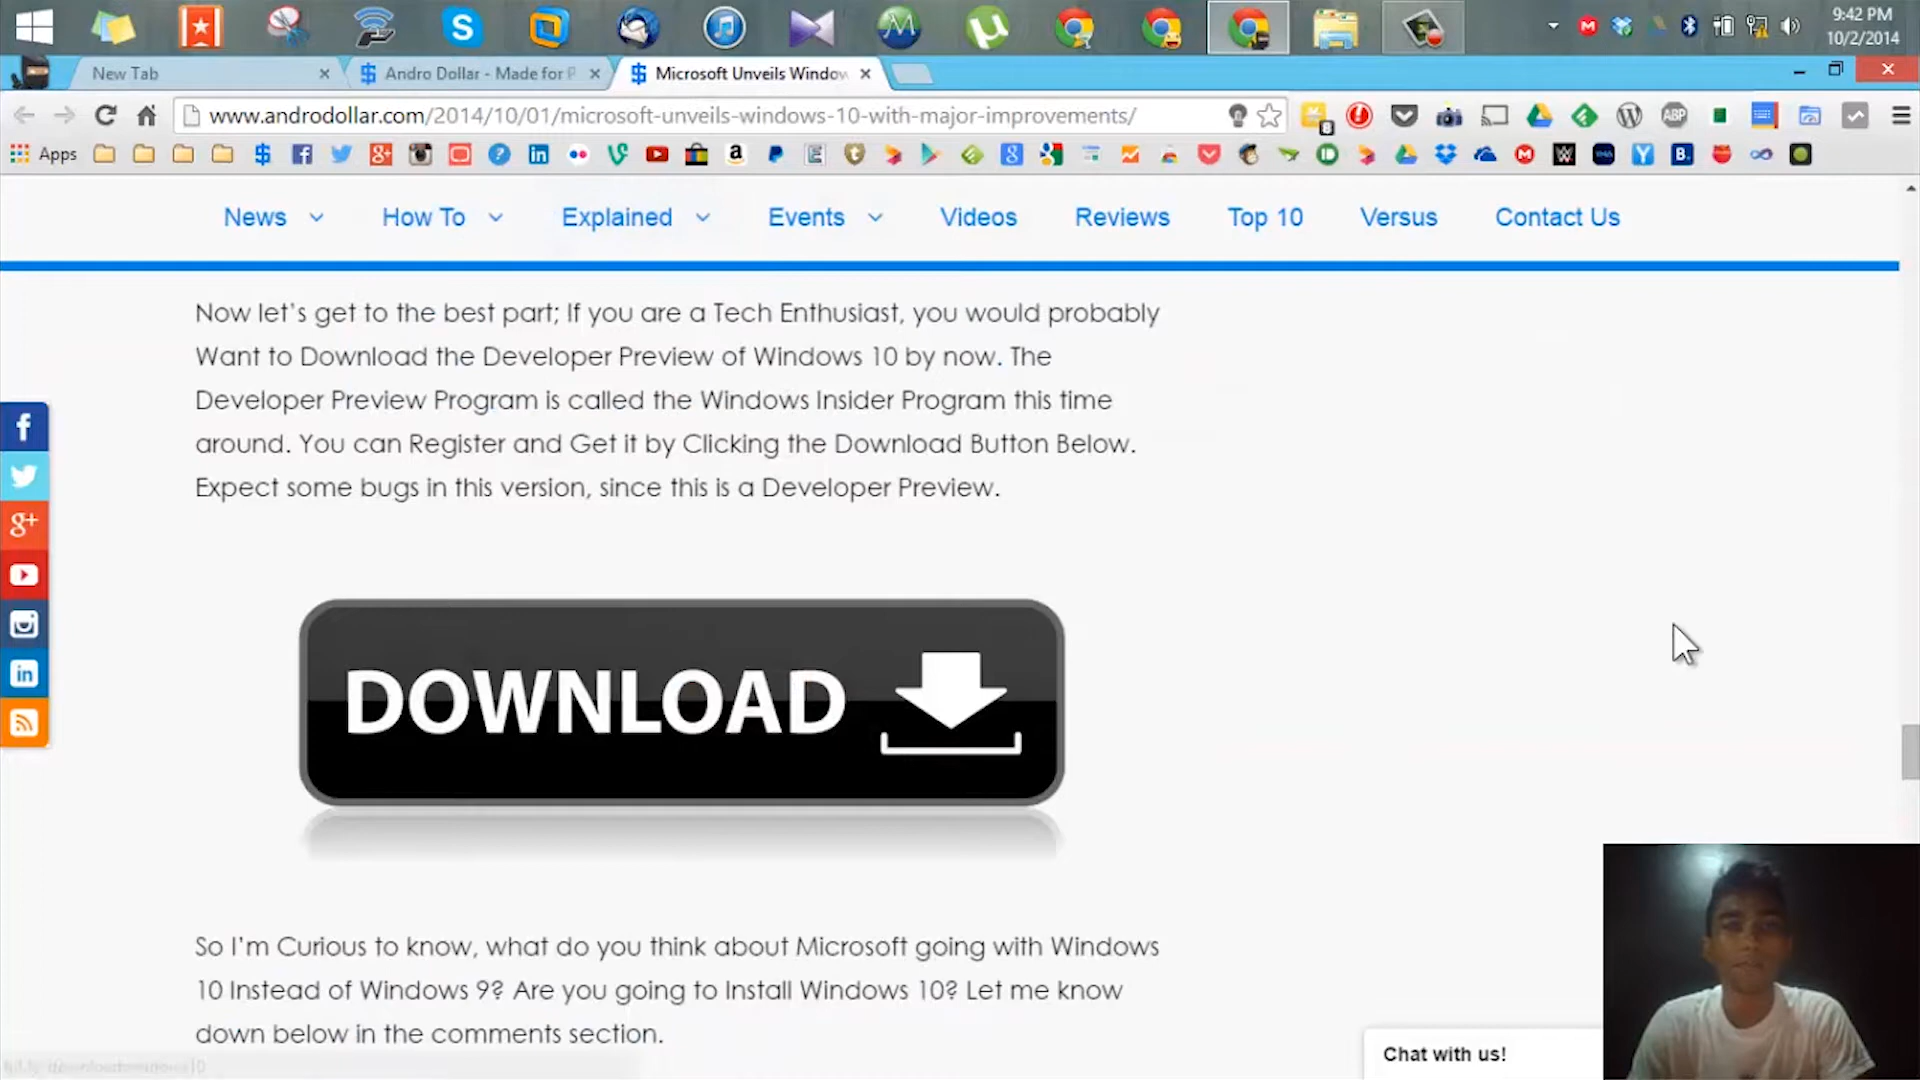 9:42 PM
10/2/2014
New Tab
Andro Dollar - Made for P
Microsoft Unveils Window
www.androdollar.com/2014/10/01/microsoft-unveils-windows-10-with-major-improvements/
Apps
News
How To
Explained
Events
Videos
Reviews
Top 10
Versus
Contact Us
Now let's get to the best part; If you are a Tech Enthusiast, you would probably
Want to Download the Developer Preview of Windows 10 by now. The
Developer Preview Program is called the Windows Insider Program this time
around. You can Register and Get it by Clicking the Download Button Below.
Expect some bugs in this version, since this is a Developer Preview.
DOWNLOAD
So I'm Curious to know, what do you think about Microsoft going with Windows
10 Instead of Windows 9? Are you going to Install Windows 10? Let me know
down below in the comments section.
Chat with us!